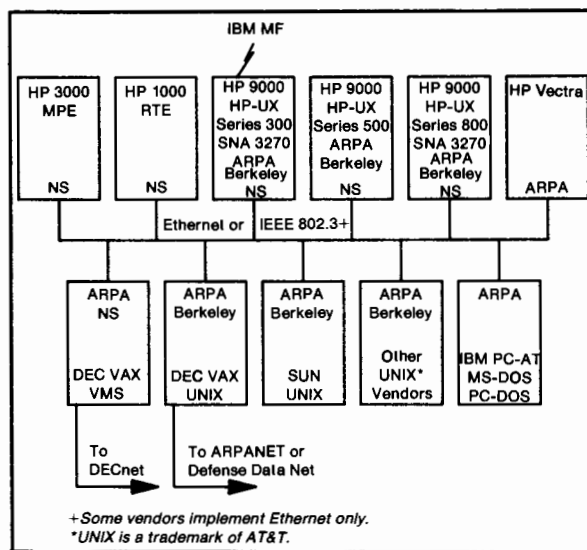 IBM MF
HP 3000
MPE
NS
HP 1000
RTE
NS
HP 9000
HP-UX
Series 300
SNA 3270
ARPA
Berkeley
NS
HP 9000
HP-UX
Series 500
ARPA
Berkeley
NS
HP 9000
HP-UX
Series 800
SNA 3270
ARPA
Berkeley
NS
HP Vectra
ARPA
Ethernet or IEEE 802.3+
ARPA
NS
DEC VAX
VMS
ARPA
Berkeley
DEC VAX
UNIX
ARPA
Berkeley
SUN
UNIX
ARPA
Berkeley
Other
UNIX*
Vendors
ARPA
IBM PC-AT
MS-DOS
PC-DOS
To
DECnet
To ARPANET or
Defense Data Net
+Some vendors implement Ethernet only.
*UNIX is a trademark of AT&T.